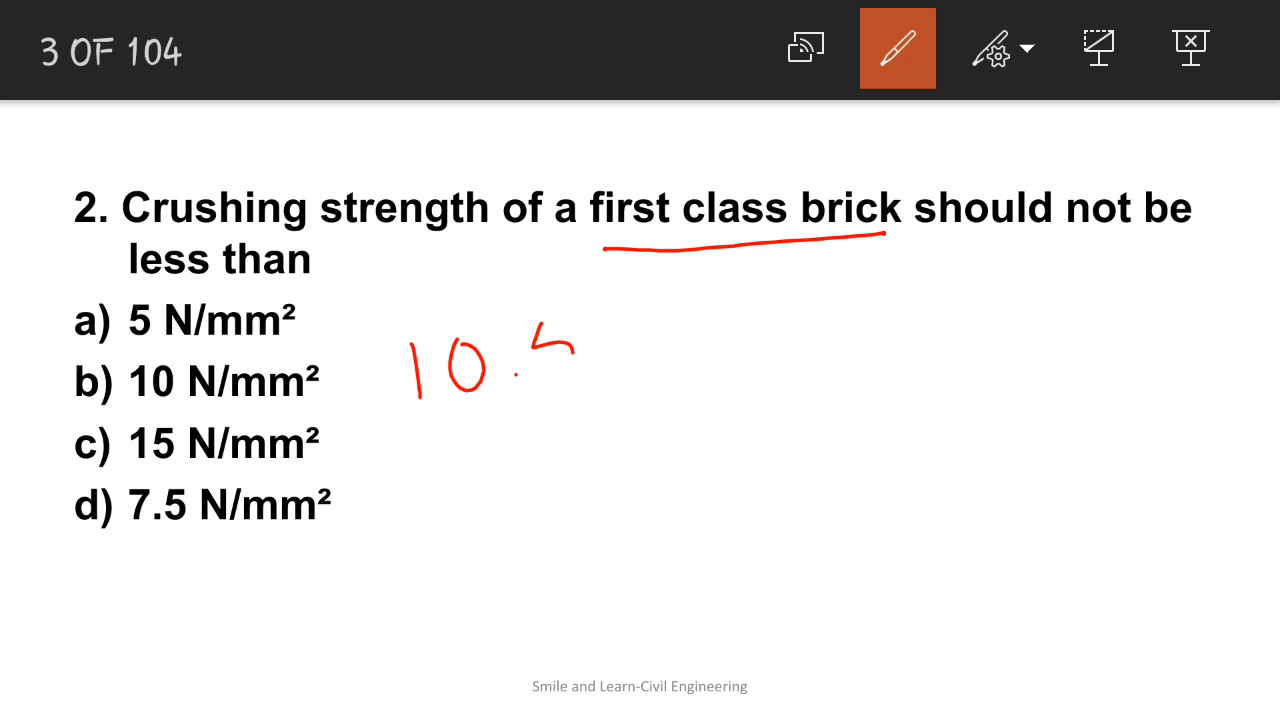 3 OF 104
2. Crushing strength of a first class brick should not be
less than
a) 5 N/mm²
10.5
b) 10 N/mm²
c) 15 N/mm²
d) 7.5 N/mm²
Smile and Learn-Civil Engineering